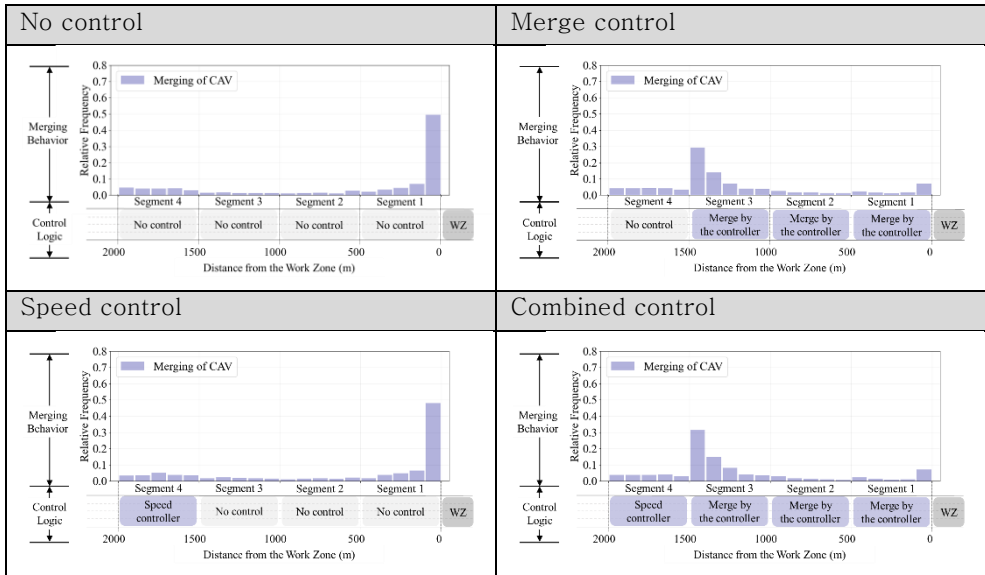 No control
Merge control
Merging of CAV
Relative Frequency
0.8
0.7
0.6
0.5
0.4
0.3
0.2
0.1
0.0
Merging
Behavior
Segment 4 Segment 3 Segment 2 Segment 1
Control
Logic
No control No control No control No control WZ
2000 1500 1000 500 0
Distance from the Work Zone (m)
Merging of CAV
Relative Frequency
0.8
0.7
0.6
0.5
0.4
0.3
0.2
0.1
0.0
Merging
Behavior
Segment 4 Segment 3 Segment 2 Segment 1
Control
Logic
No control Merge by the controller Merge by the controller Merge by the controller WZ
2000 1500 1000 500 0
Distance from the Work Zone (m)
Speed control
Combined control
Merging of CAV
Relative Frequency
0.8
0.7
0.6
0.5
0.4
0.3
0.2
0.1
0.0
Merging
Behavior
Segment 4 Segment 3 Segment 2 Segment 1
Control
Logic
Speed controller No control No control No control WZ
2000 1500 1000 500 0
Distance from the Work Zone (m)
Merging of CAV
Relative Frequency
0.8
0.7
0.6
0.5
0.4
0.3
0.2
0.1
0.0
Merging
Behavior
Segment 4 Segment 3 Segment 2 Segment 1
Control
Logic
Speed controller Merge by the controller Merge by the controller Merge by the controller WZ
2000 1500 1000 500 0
Distance from the Work Zone (m)